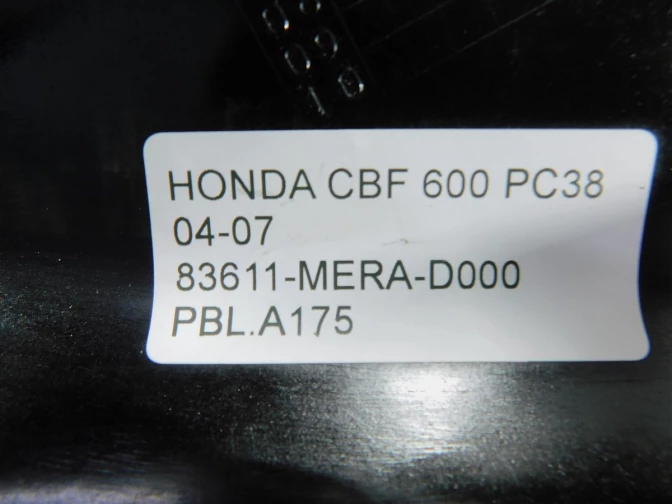 HONDA CBF 600 PC38
04-07
83611-MERA-D000
PBL.A175